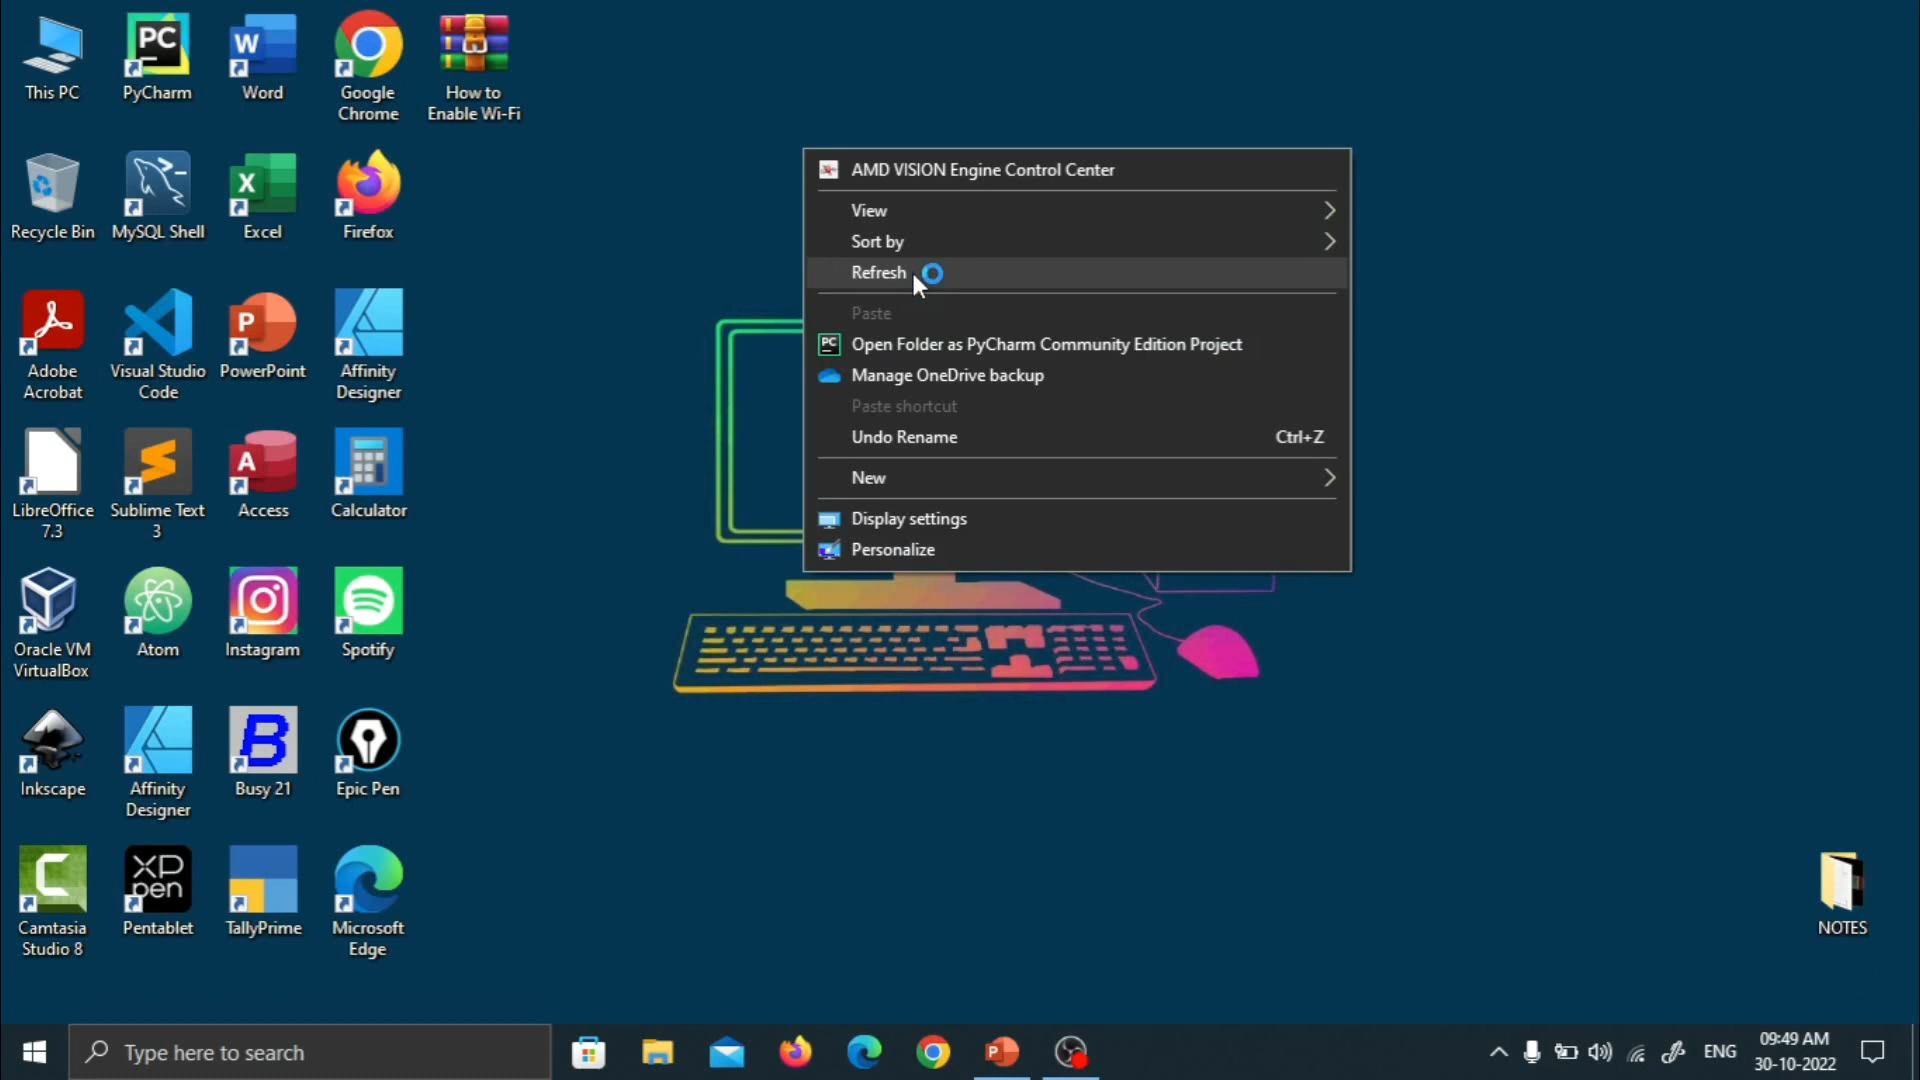 This PC
PC
PyCharm
W
Word
Google
Chrome
How to
Enable Wi-Fi
Recycle Bin
MySQL Shell
X
Excel
Firefox
Adobe
Acrobat
Visual Studio
Code
P
PowerPoint
Affinity
Designer
LibreOffice
7.3
Sublime Text
3
A
Access
Calculator
Oracle VM
VirtualBox
Atom
Instagram
Spotify
Inkscape
Affinity
Designer
B
Busy 21
Epic Pen
C
Camtasia
Studio 8
XP
pen
Pentablet
TallyPrime
Microsoft
Edge
AMD VISION Engine Control Center
View
Sort by
Refresh
Paste
PC Open Folder as PyCharm Community Edition Project
Manage OneDrive backup
Paste shortcut
Undo Rename Ctrl+Z
New
Display settings
Personalize
NOTES
Type here to search
P
ENG
09:49 AM
30-10-2022